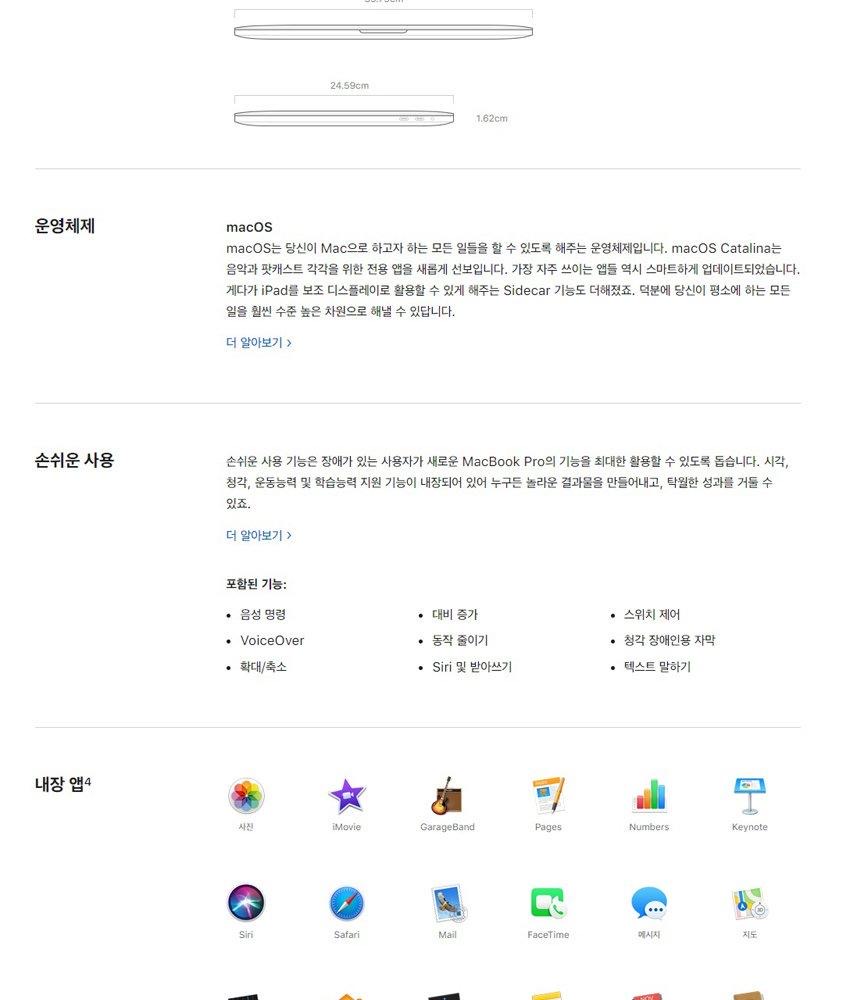 24.59cm
1.62cm
운영체제
macOS
macOS는 당신이 Mac으로 하고자 하는 모든 일들을 할 수 있도록 해주는 운영체제입니다. macOS Catalina는
음악과 팟캐스트 각각을 위한 전용 앱을 새롭게 선보입니다. 가장 자주 쓰이는 앱들 역시 스마트하게 업데이트되었습니다.
게다가 iPad를 보조 디스플레이로 활용할 수 있게 해주는 Sidecar 기능도 더해졌죠. 덕분에 당신이 평소에 하는 모든
일을 훨씬 수준 높은 차원으로 해낼 수 있답니다.
더 알아보기 >
손쉬운 사용
손쉬운 사용 기능은 장애가 있는 사용자가 새로운 MacBook Pro의 기능을 최대한 활용할 수 있도록 돕습니다. 시각,
청각, 운동능력 및 학습능력 지원 기능이 내장되어 있어 누구든 놀라운 결과물을 만들어내고, 탁월한 성과를 거둘 수
있죠.
더 알아보기 >
포함된 기능:
• 음성 명령 • 대비 증가 • 스위치 제어
• VoiceOver • 동작 줄이기 • 청각 장애인용 자막
• 확대/축소 • Siri 및 받아쓰기 • 텍스트 말하기
내장 앱4
사진 iMovie GarageBand Pages Numbers Keynote
Siri Safari Mail FaceTime 메시지 지도
NOV